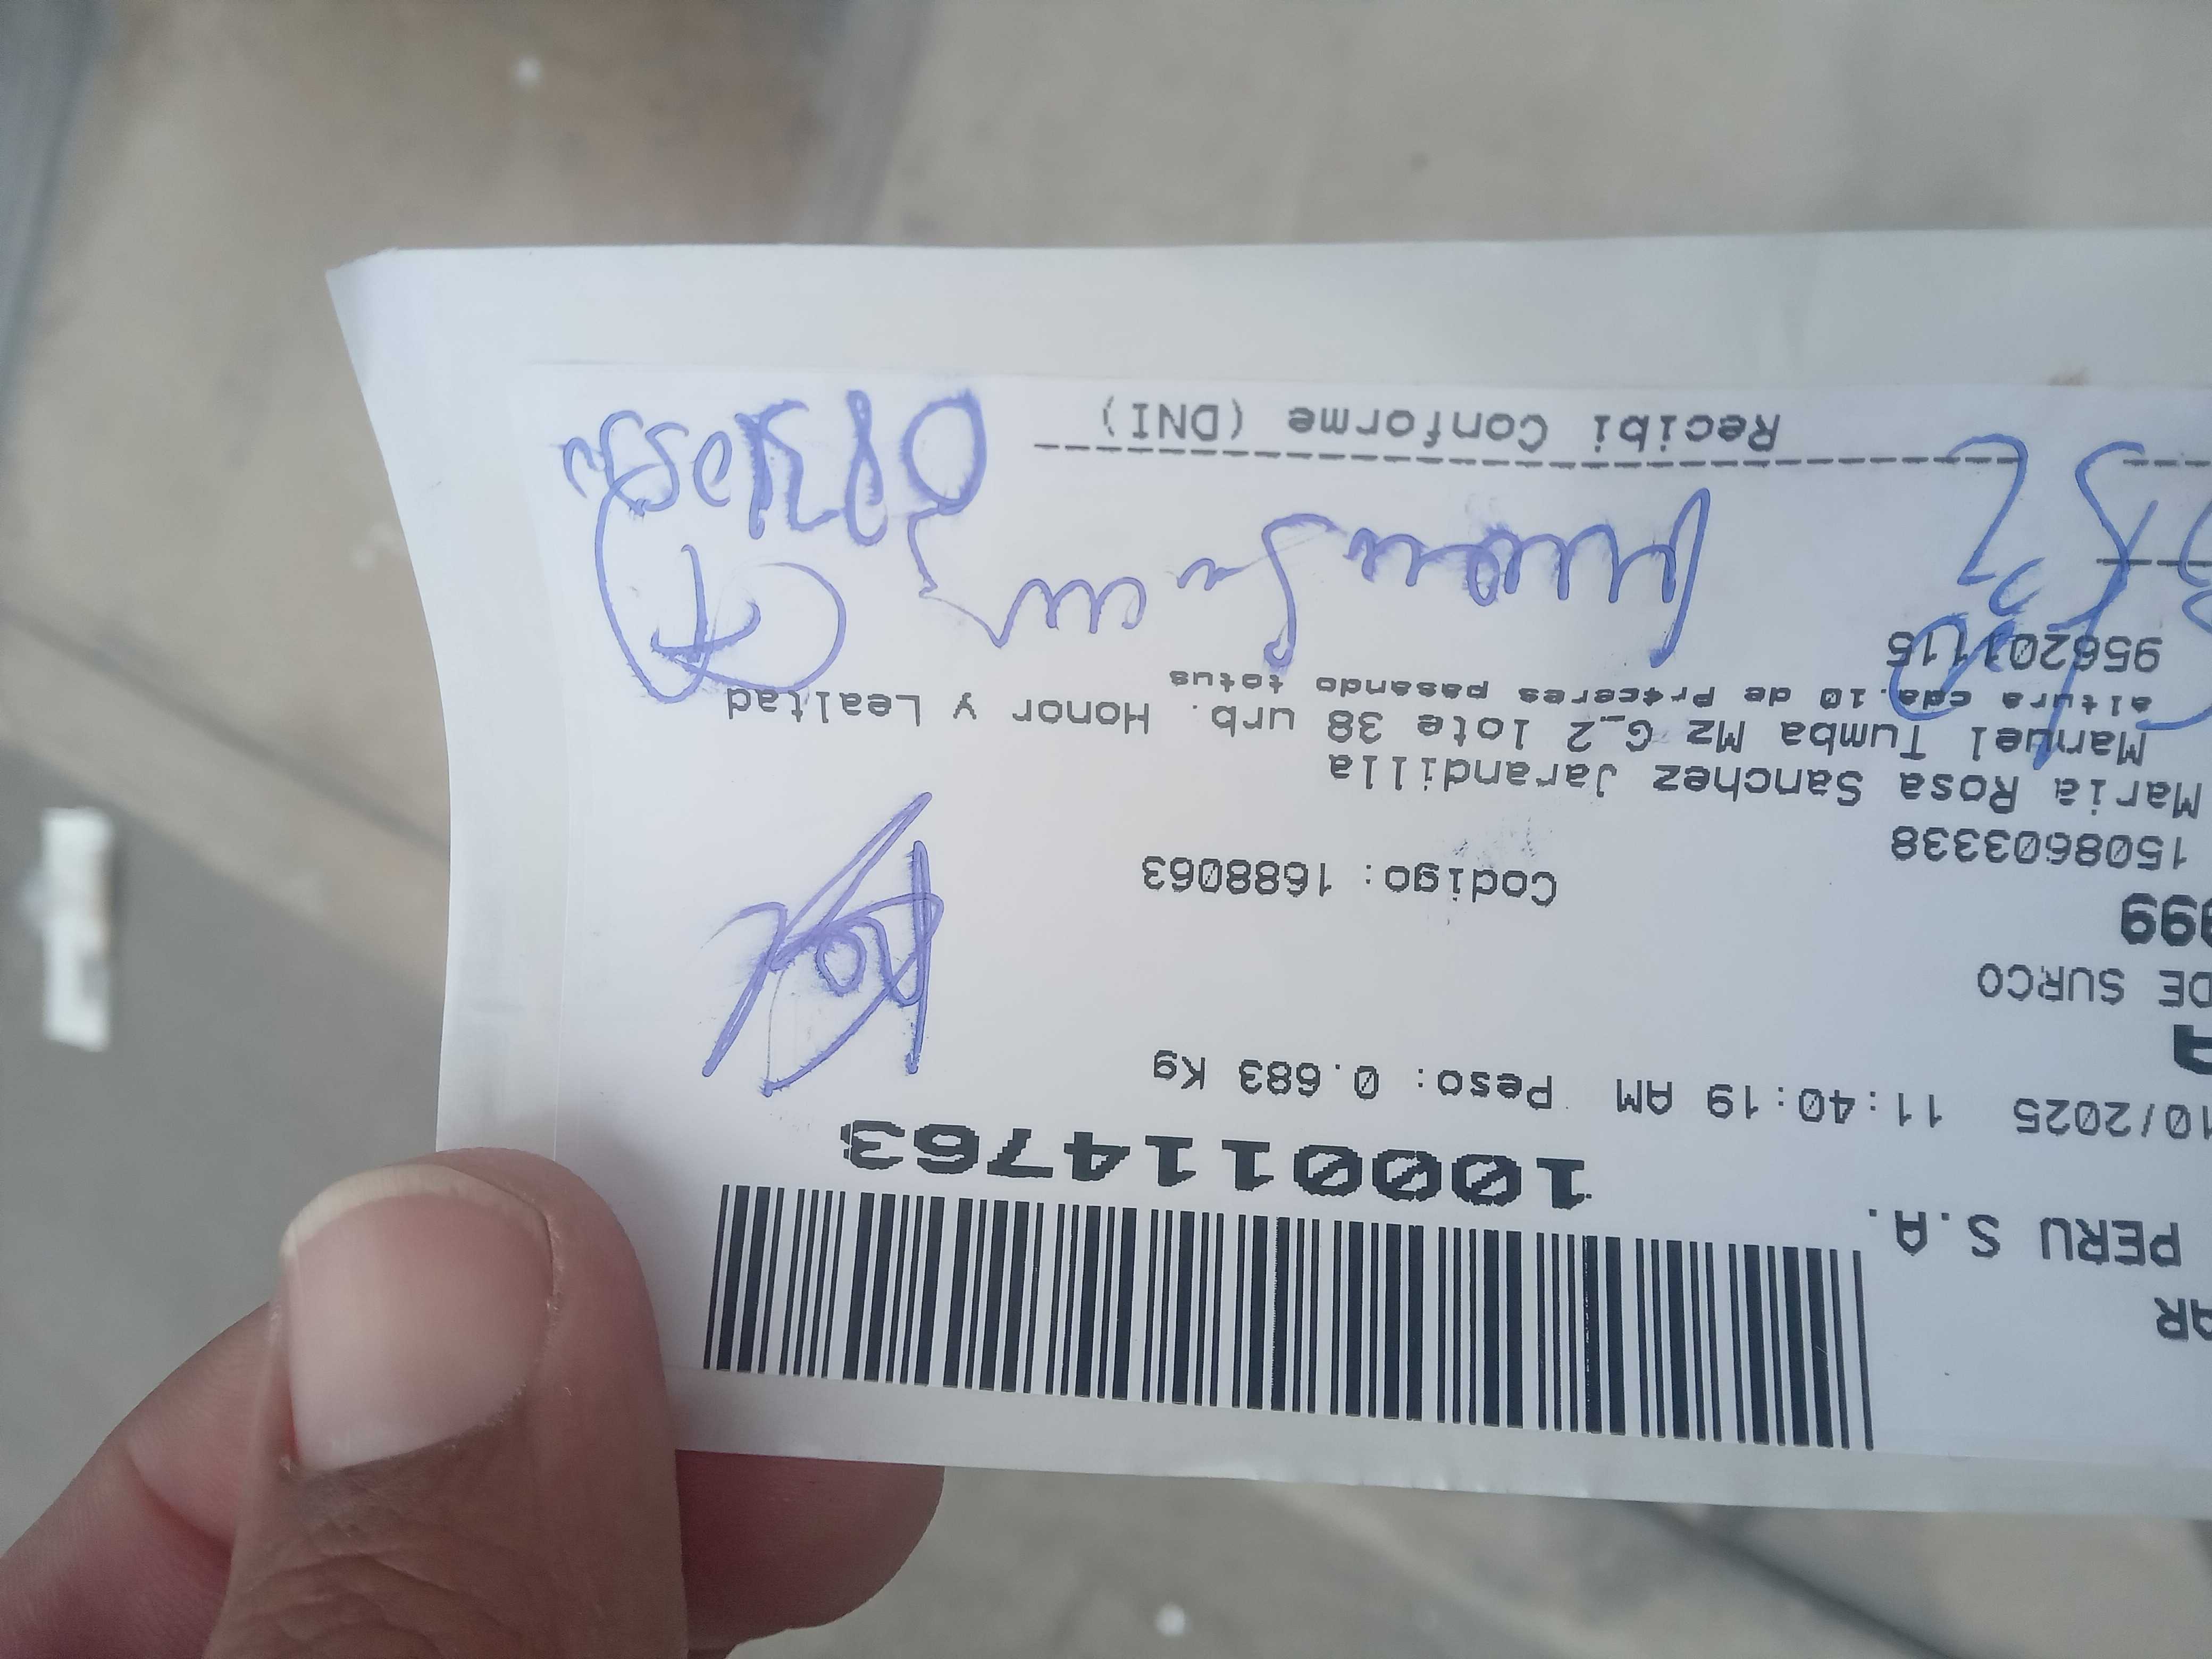 AR
PERU S.A.
1000114763
10/2025 11:40:19 AM Peso: 0.683 Kg
A
DE SURCO
999
1508603338 Codigo: 1688063
Maria Rosa Sanchez Jarandilla
Manuel Tumba Mz G_2 lote 38 urb. Honor y Lealtad
altura cda.10 de Pr¢ceres pasando totus
956201115
Recibi Conforme (DNI)